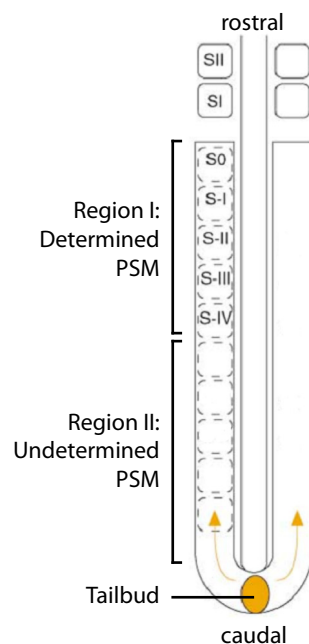 rostral
SII
SI
S0
S-I
S-II
S-III
S-IV
Region I:
Determined
PSM
Region II:
Undetermined
PSM
Tailbud
caudal